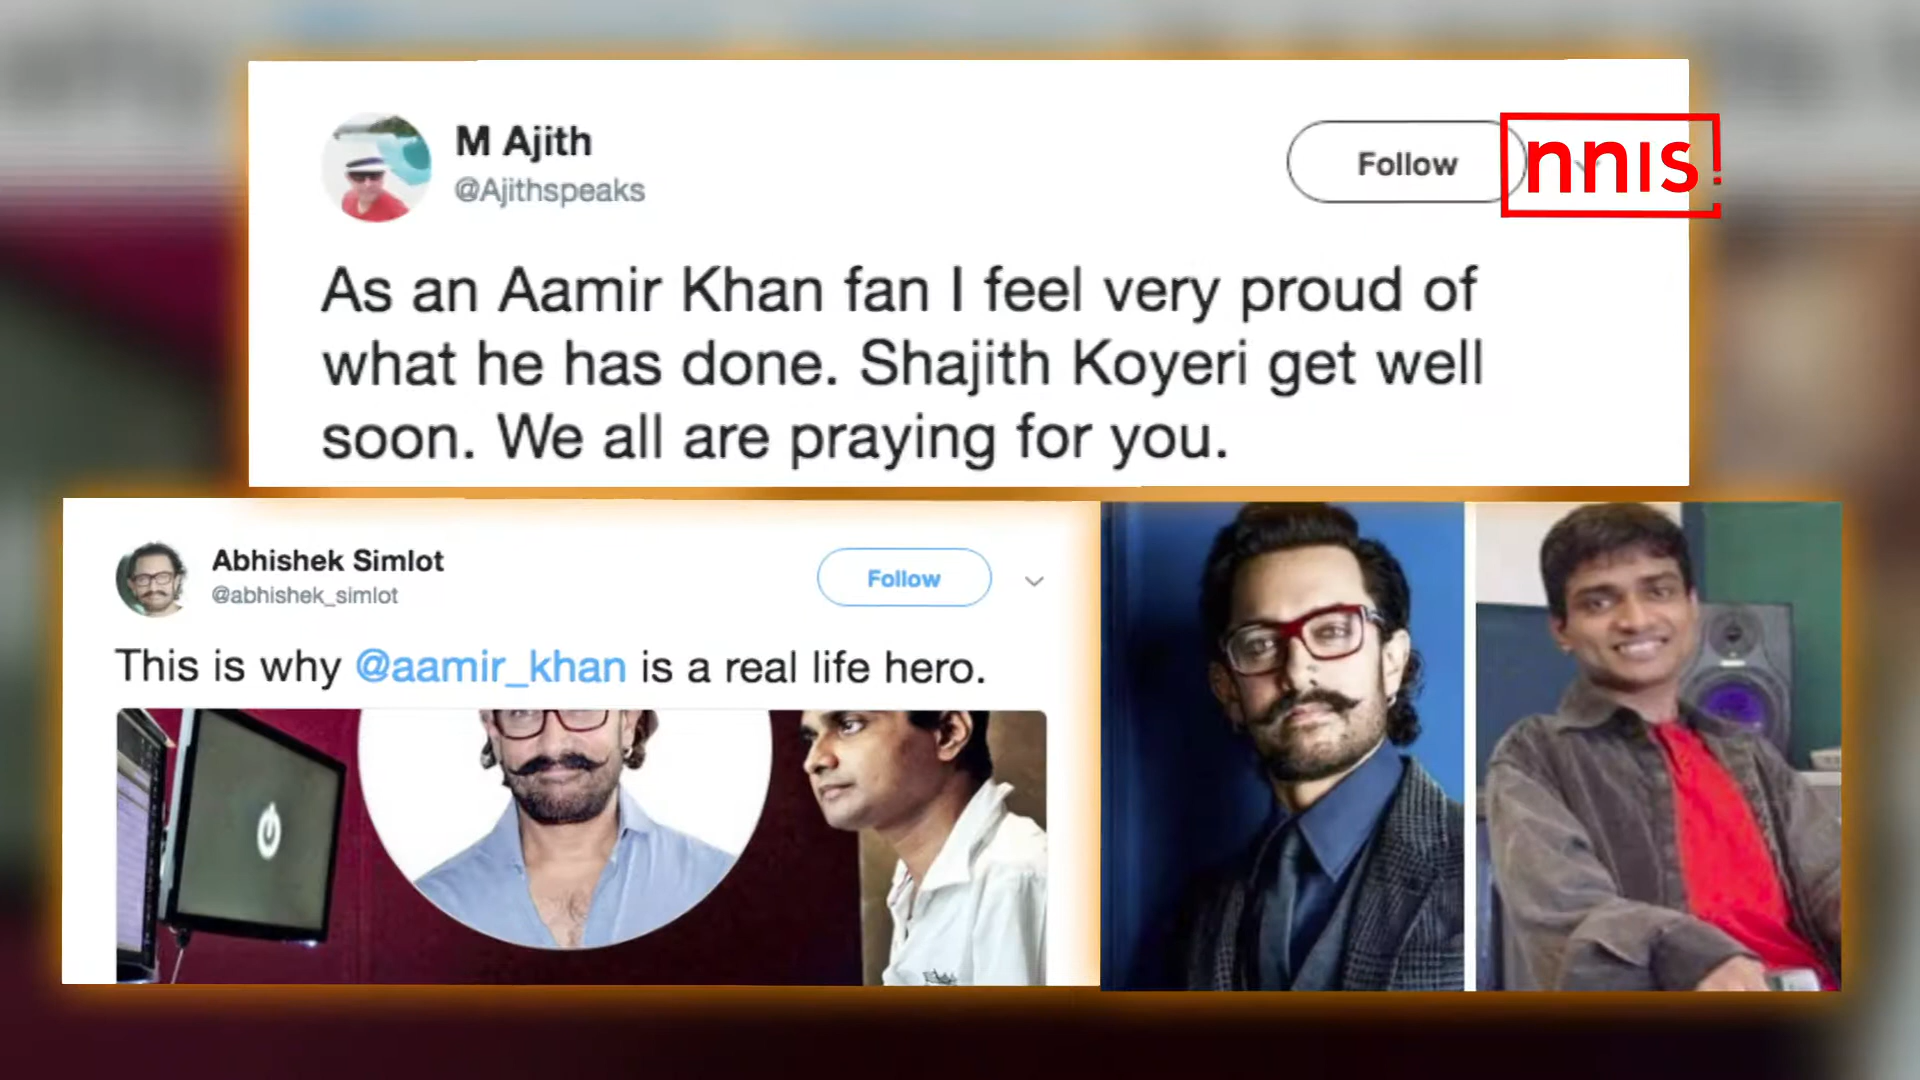 M Ajith
@Ajithspeaks
Follow
nnis!
As an Aamir Khan fan I feel very proud of
what he has done. Shajith Koyeri get well
soon. We all are praying for you.
Abhishek Simlot
@abhishek_simlot
Follow
This is why @aamir_khan is a real life hero.